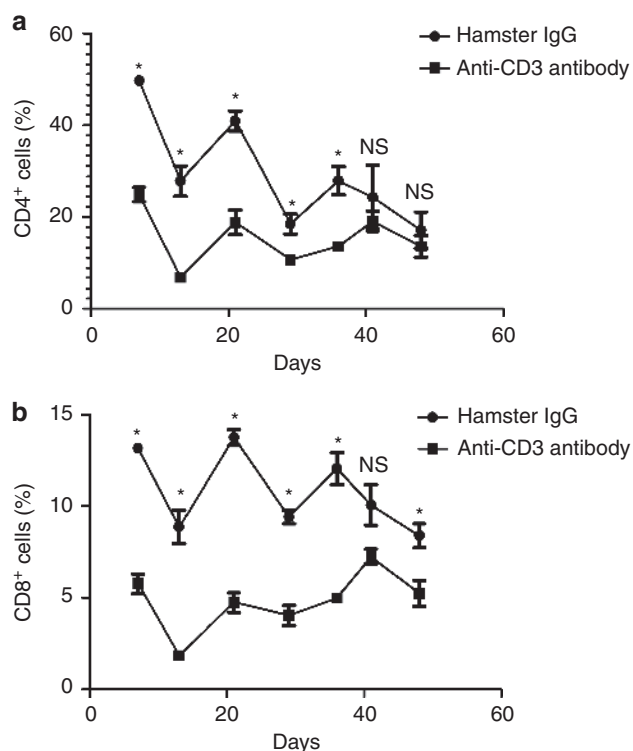 a
60
40
20
0
CD4+ cells (%)
Hamster IgG
Anti-CD3 antibody
*
*
*
*
*
NS
NS
0 20 40 60
Days
b
15
10
5
0
CD8+ cells (%)
Hamster IgG
Anti-CD3 antibody
*
*
*
*
*
NS
*
0 20 40 60
Days